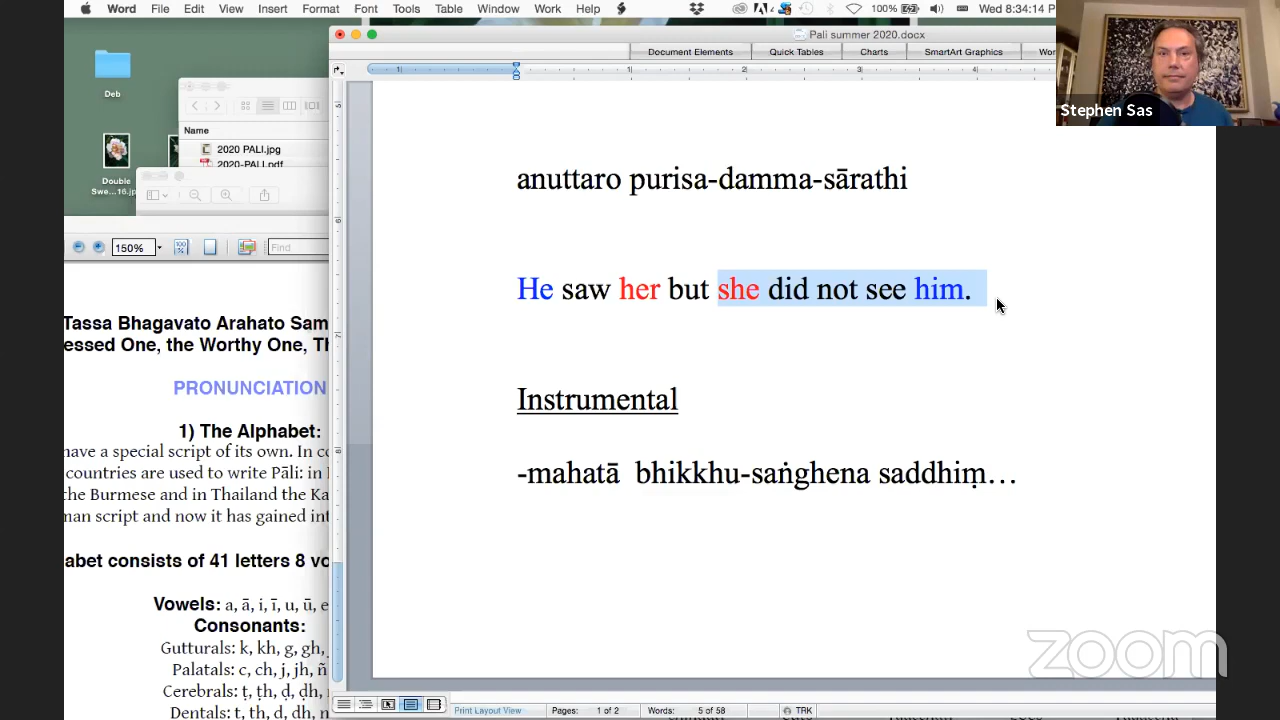 Word File Edit View Insert Format Font Tools Table Window Work Help 100% Wed 8:34:14 P
Pali summer 2020.docx
Document Elements Quick Tables Charts SmartArt Graphics
Stephen Sas
Deb
Name
2020 PALI.jpg
2020-PALI.pdf
Double
Swe...16.jp
150% Find
anuttaro purisa-damma-sārathi
He saw her but she did not see him.
Instrumental
-mahatā bhikkhu-saṅghena saddhiṃ…
Tassa Bhagavato Arahato Sam
essed One, the Worthy One, Th
PRONUNCIATION
1) The Alphabet:
have a special script of its own. In co
countries are used to write Pāli: in
the Burmese and in Thailand the Ka
man script and now it has gained int
abet consists of 41 letters 8 vo
Vowels: a, ā, i, ī, u, ū, e
Consonants:
Gutturals: k, kh, g, gh,
Palatals: c, ch, j, jh, ñ
Cerebrals: ṭ, ṭh, ḍ, ḍh,
Dentals: t, th, d, dh,
zoom
Print Layout View Pages: 1 of 2 Words: 5 of 58 TRK